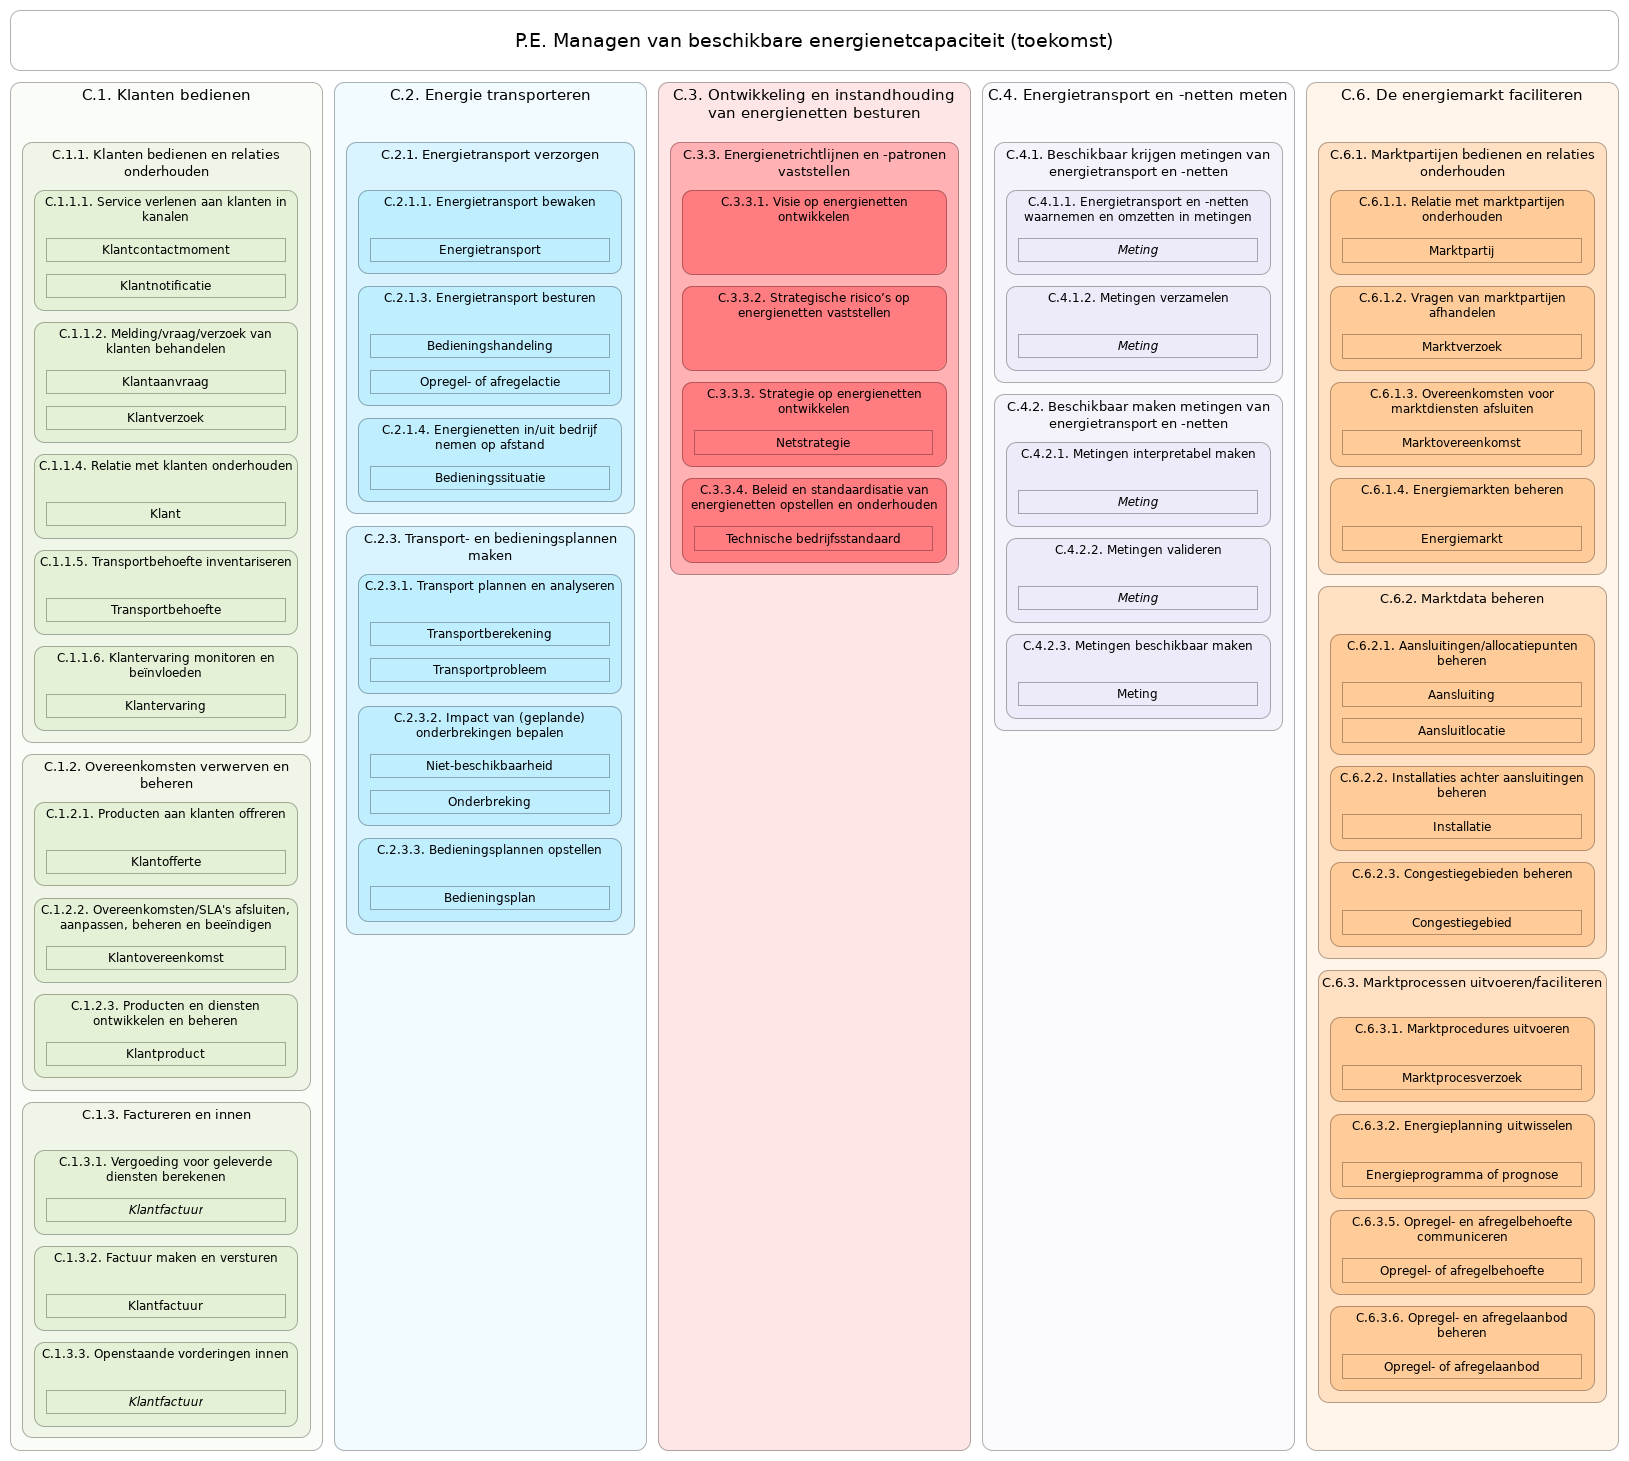 P.E. Managen van beschikbare energienetcapaciteit (toekomst)
C.1. Klanten bedienen
C.1.1. Klanten bedienen en relaties
onderhouden
C.1.1.1. Service verlenen aan klanten in
kanalen
Klantcontactmoment
Klantnotificatie
C.1.1.2. Melding/vraag/verzoek van
klanten behandelen
Klantaanvraag
Klantverzoek
C.1.1.4. Relatie met klanten onderhouden
Klant
C.1.1.5. Transportbehoefte inventariseren
Transportbehoefte
C.1.1.6. Klantervaring monitoren en
beïnvloeden
Klantervaring
C.1.2. Overeenkomsten verwerven en
beheren
C.1.2.1. Producten aan klanten offreren
Klantofferte
C.1.2.2. Overeenkomsten/SLA's afsluiten,
aanpassen, beheren en beeïndigen
Klantovereenkomst
C.1.2.3. Producten en diensten
ontwikkelen en beheren
Klantproduct
C.1.3. Factureren en innen
C.1.3.1. Vergoeding voor geleverde
diensten berekenen
Klantfactuur
C.1.3.2. Factuur maken en versturen
Klantfactuur
C.1.3.3. Openstaande vorderingen innen
Klantfactuur
C.2. Energie transporteren
C.2.1. Energietransport verzorgen
C.2.1.1. Energietransport bewaken
Energietransport
C.2.1.3. Energietransport besturen
Bedieningshandeling
Opregel- of afregelactie
C.2.1.4. Energienetten in/uit bedrijf
nemen op afstand
Bedieningssituatie
C.2.3. Transport- en bedieningsplannen
maken
C.2.3.1. Transport plannen en analyseren
Transportberekening
Transportprobleem
C.2.3.2. Impact van (geplande)
onderbrekingen bepalen
Niet-beschikbaarheid
Onderbreking
C.2.3.3. Bedieningsplannen opstellen
Bedieningsplan
C.3. Ontwikkeling en instandhouding
van energienetten besturen
C.3.3. Energienetrichtlijnen en -patronen
vaststellen
C.3.3.1. Visie op energienetten
ontwikkelen
C.3.3.2. Strategische risico’s op
energienetten vaststellen
C.3.3.3. Strategie op energienetten
ontwikkelen
Netstrategie
C.3.3.4. Beleid en standaardisatie van
energienetten opstellen en onderhouden
Technische bedrijfsstandaard
C.4. Energietransport en -netten meten
C.4.1. Beschikbaar krijgen metingen van
energietransport en -netten
C.4.1.1. Energietransport en -netten
waarnemen en omzetten in metingen
Meting
C.4.1.2. Metingen verzamelen
Meting
C.4.2. Beschikbaar maken metingen van
energietransport en -netten
C.4.2.1. Metingen interpretabel maken
Meting
C.4.2.2. Metingen valideren
Meting
C.4.2.3. Metingen beschikbaar maken
Meting
C.6. De energiemarkt faciliteren
C.6.1. Marktpartijen bedienen en relaties
onderhouden
C.6.1.1. Relatie met marktpartijen
onderhouden
Marktpartij
C.6.1.2. Vragen van marktpartijen
afhandelen
Marktverzoek
C.6.1.3. Overeenkomsten voor
marktdiensten afsluiten
Marktovereenkomst
C.6.1.4. Energiemarkten beheren
Energiemarkt
C.6.2. Marktdata beheren
C.6.2.1. Aansluitingen/allocatiepunten
beheren
Aansluiting
Aansluitlocatie
C.6.2.2. Installaties achter aansluitingen
beheren
Installatie
C.6.2.3. Congestiegebieden beheren
Congestiegebied
C.6.3. Marktprocessen uitvoeren/faciliteren
C.6.3.1. Marktprocedures uitvoeren
Marktprocesverzoek
C.6.3.2. Energieplanning uitwisselen
Energieprogramma of prognose
C.6.3.5. Opregel- en afregelbehoefte
communiceren
Opregel- of afregelbehoefte
C.6.3.6. Opregel- en afregelaanbod
beheren
Opregel- of afregelaanbod